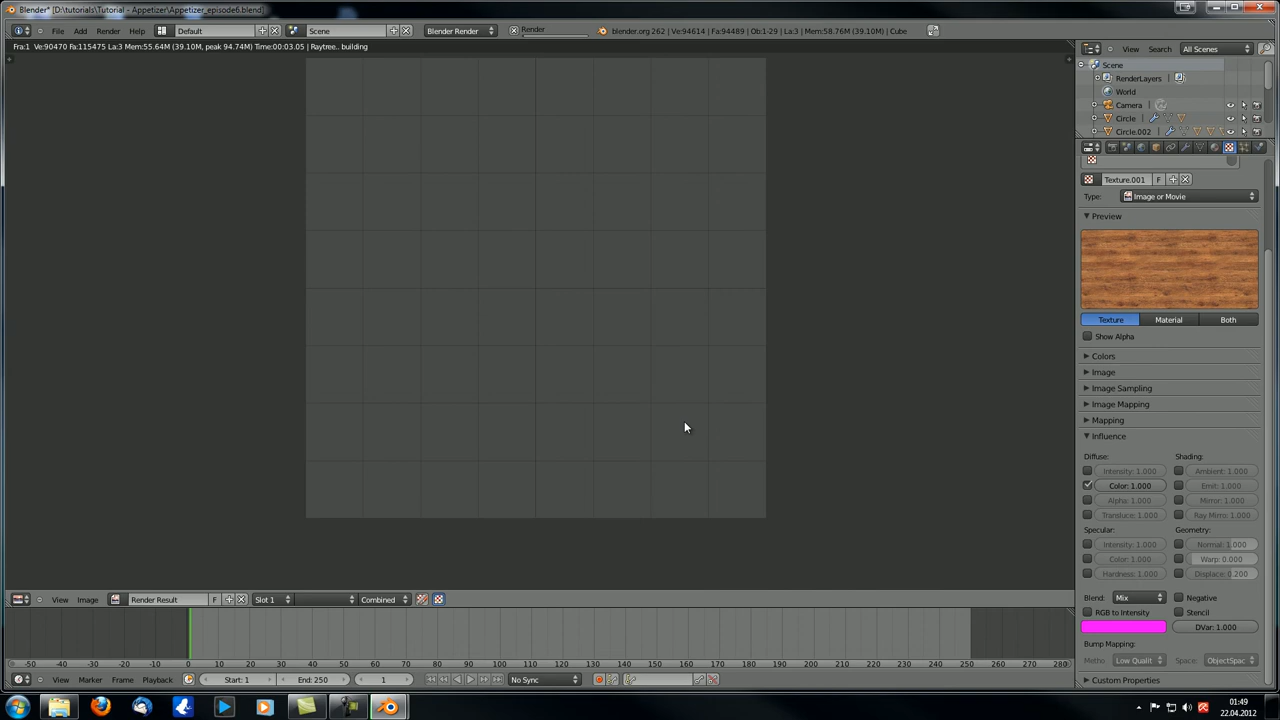 Blender* [D:\tutorials\Tutorial - Appetizer\Appetizer_episode6.blend]
File Add Render Help Default Scene Blender Render Render blender.org 262 | Ve:94614 | Fa:94489 | Ob:1-29 | La:3 | Mem:58.76M (39.10M) | Cube
Fra:1 Ve:90470 Fa:115475 La:3 Mem:55.64M (39.10M, peak 94.74M) Time:00:03.05 | Raytree.. building
View Search All Scenes
Scene
RenderLayers
World
Camera
Circle
Circle.002
Texture.001 F
Type: Image or Movie
Preview
Texture Material Both
Show Alpha
Colors
Image
Image Sampling
Image Mapping
Mapping
Influence
Diffuse: Shading:
Intensity: 1.000 Ambient: 1.000
Color: 1.000 Emit: 1.000
Alpha: 1.000 Mirror: 1.000
Transluce: 1.000 Ray Mirro: 1.000
Specular: Geometry:
Intensity: 1.000 Normal: 1.000
Color: 1.000 Warp: 0.000
Hardness: 1.000 Displace: 0.200
Blend: Mix Negative
RGB to Intensity Stencil
DVar: 1.000
Bump Mapping:
Metho Low Qualit Space: ObjectSpac
Custom Properties
View Image Render Result F Slot 1 Combined
-50 -40 -30 -20 -10 0 10 20 30 40 50 60 70 80 90 100 110 120 130 140 150 160 170 180 190 200 210 220 230 240 250 260 270 280
View Marker Frame Playback Start: 1 End: 250 1 No Sync
01:49
22.04.2012